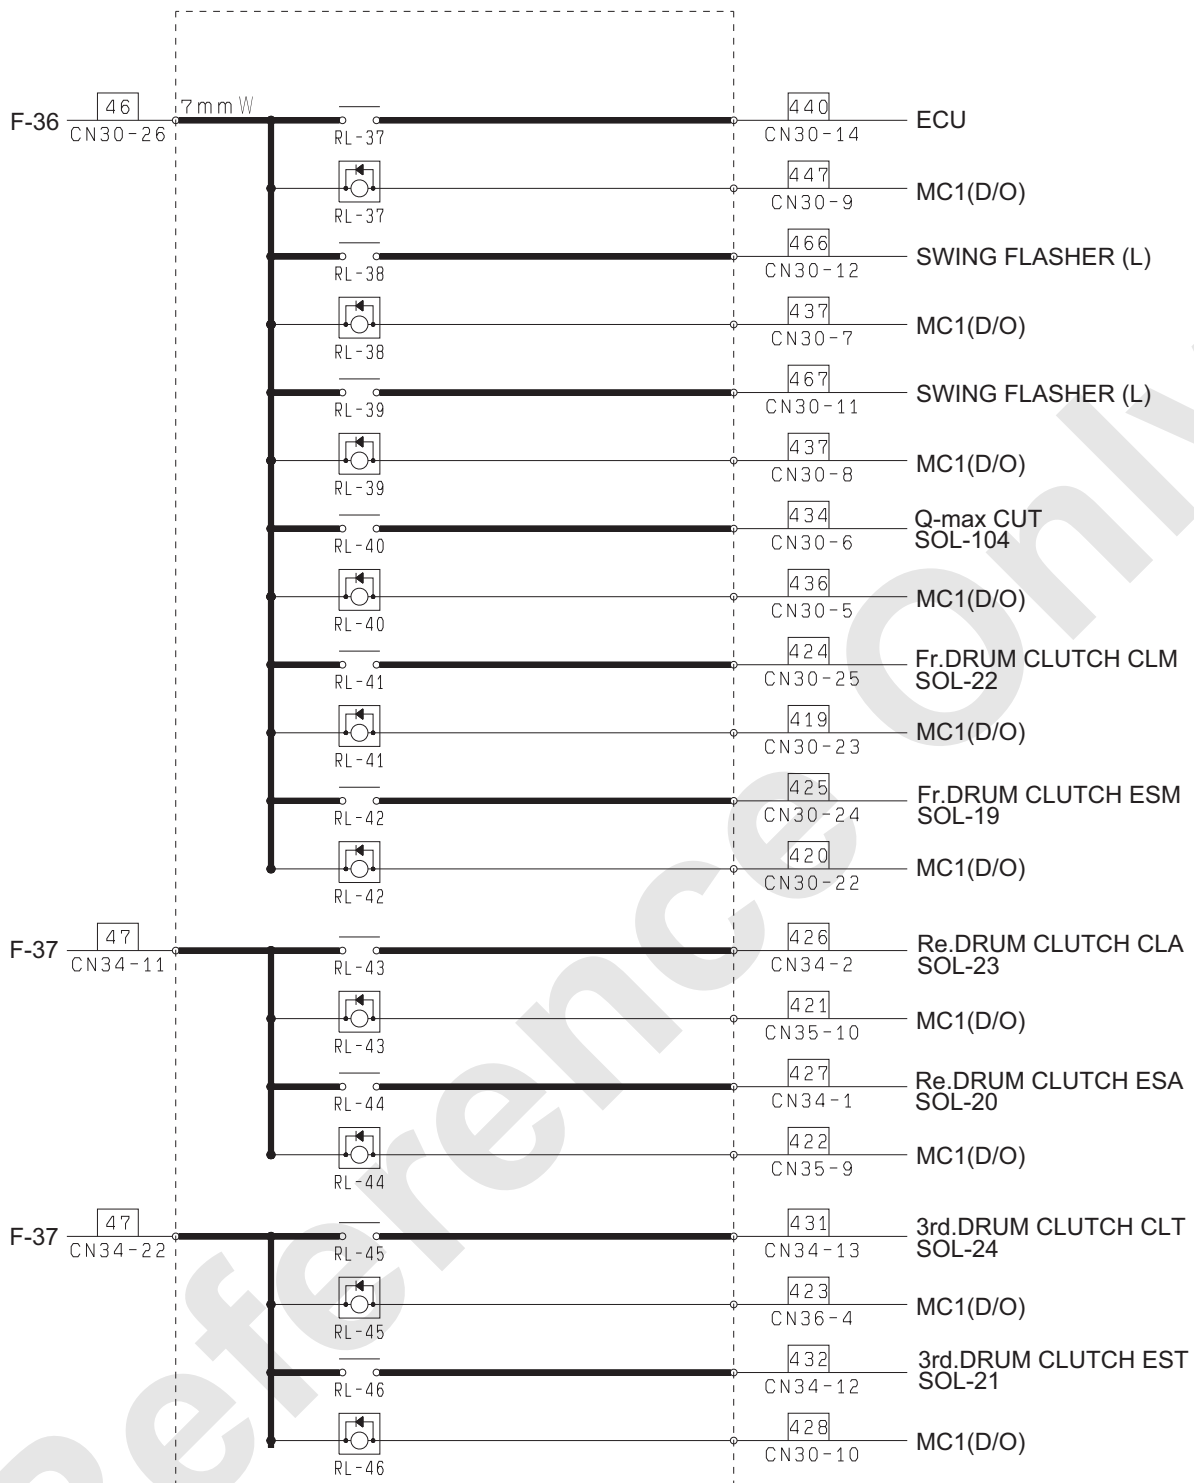 46
7mmW
440
F-36
ECU
CN30-26
RL-37
CN30-14
447
MC1(D/O)
RL-37
CN30-9
466
SWING FLASHER (L)
RL-38
CN30-12
437
MC1(D/O)
RL-38
CN30-7
467
SWING FLASHER (L)
RL-39
CN30-11
437
MC1(D/O)
RL-39
CN30-8
434
Q-max CUT
SOL-104
RL-40
CN30-6
436
MC1(D/O)
RL-40
CN30-5
424
Fr.DRUM CLUTCH CLM
SOL-22
RL-41
CN30-25
419
MC1(D/O)
RL-41
CN30-23
425
Fr.DRUM CLUTCH ESM
SOL-19
RL-42
CN30-24
420
MC1(D/O)
RL-42
CN30-22
47
426
F-37
Re.DRUM CLUTCH CLA
SOL-23
CN34-11
RL-43
CN34-2
421
MC1(D/O)
RL-43
CN35-10
427
Re.DRUM CLUTCH ESA
SOL-20
RL-44
CN34-1
422
MC1(D/O)
RL-44
CN35-9
47
431
F-37
3rd.DRUM CLUTCH CLT
SOL-24
CN34-22
RL-45
CN34-13
423
MC1(D/O)
RL-45
CN36-4
432
3rd.DRUM CLUTCH EST
SOL-21
RL-46
CN34-12
428
MC1(D/O)
RL-46
CN30-10
Reference Only